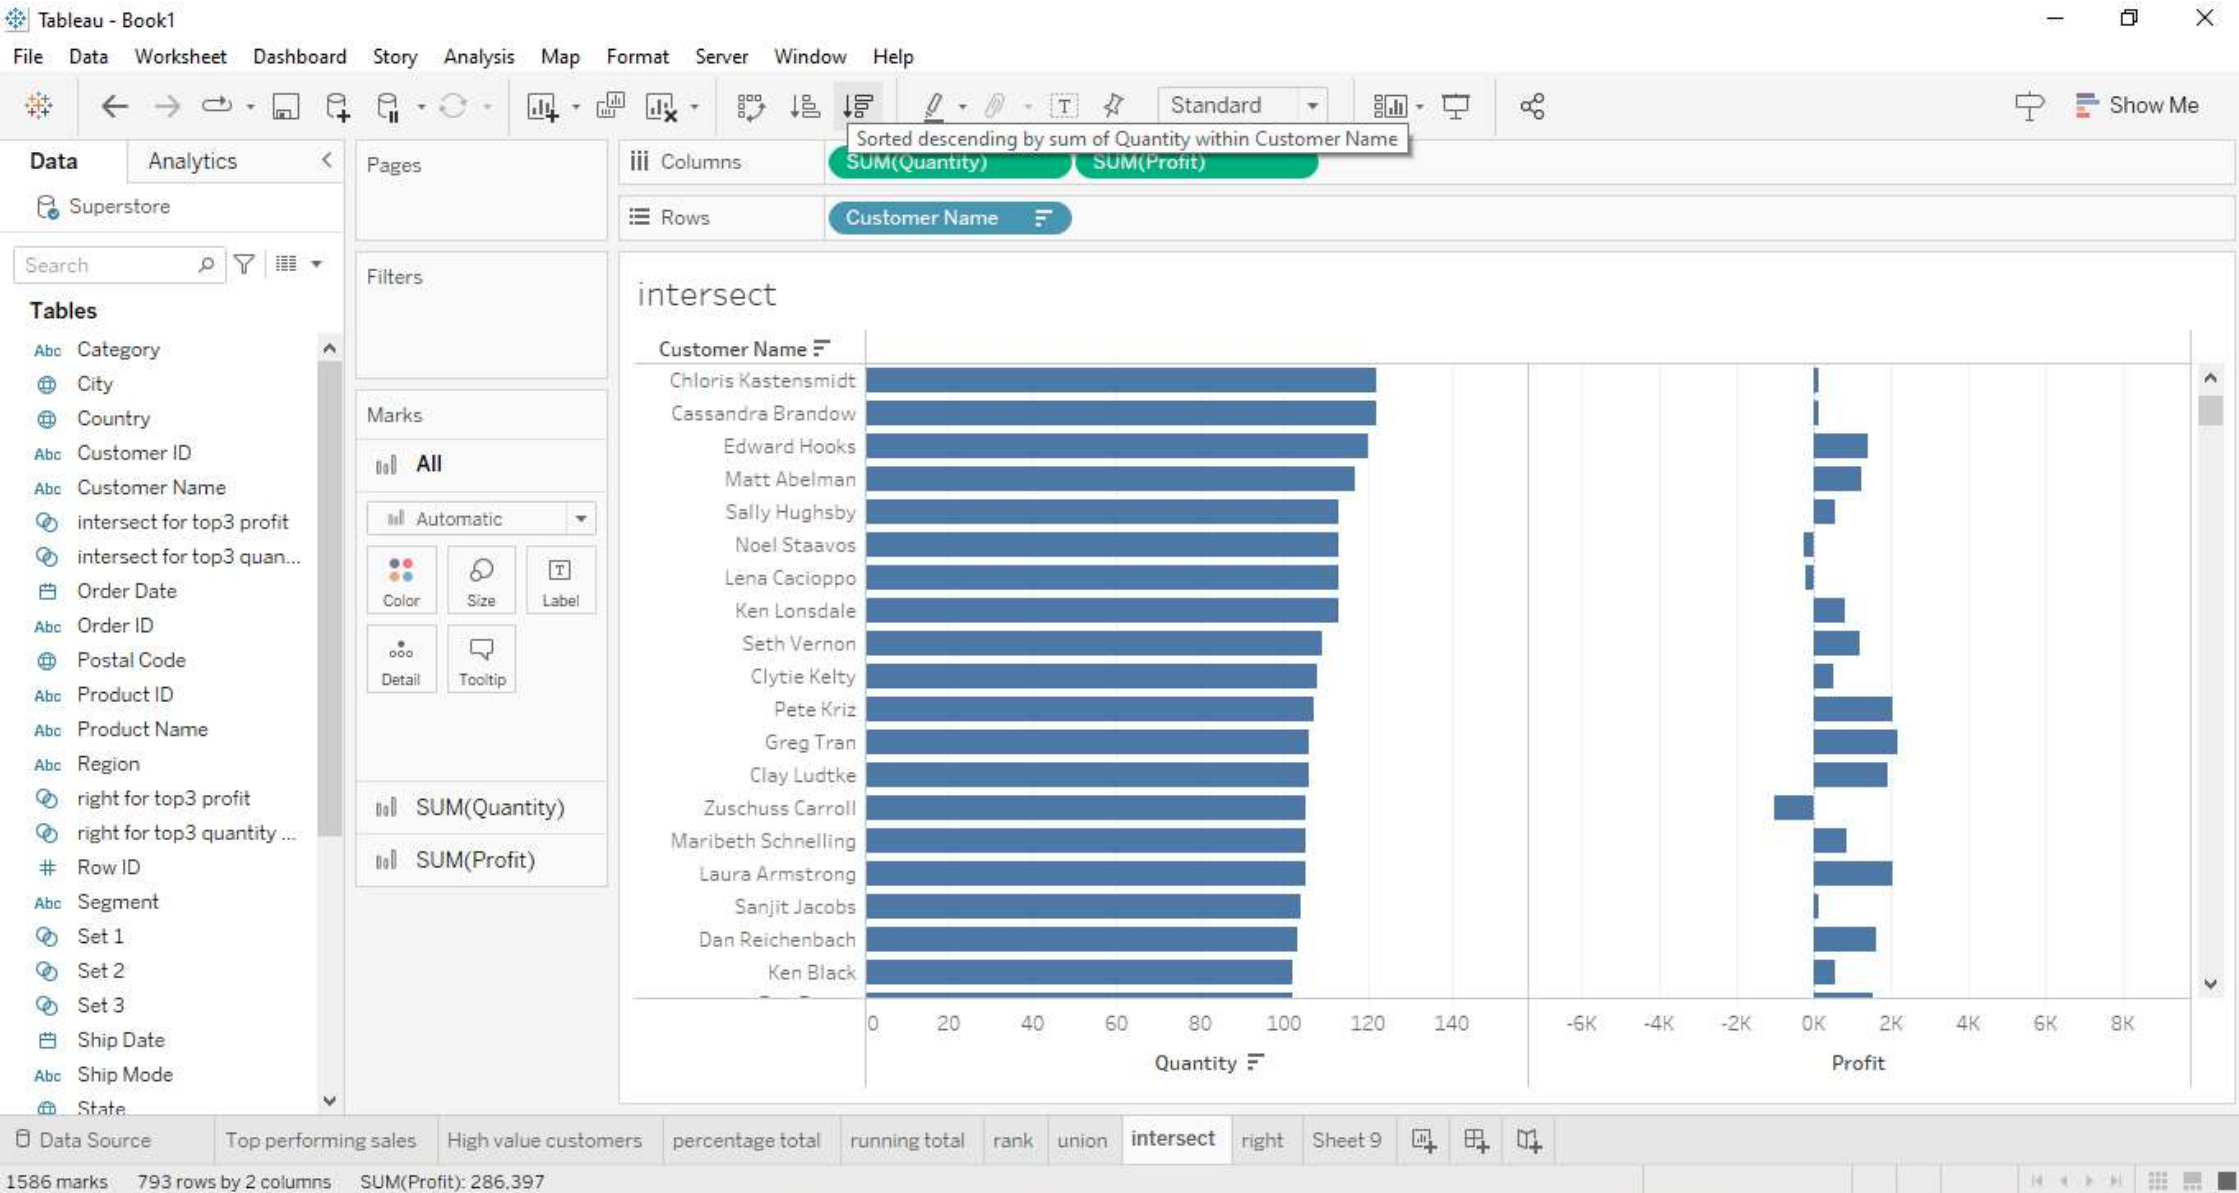 Tableau - Book1
File Data Worksheet Dashboard Story Analysis Map Format Server Window Help
Standard
Show Me
Sorted descending by sum of Quantity within Customer Name
Data
Analytics
Pages
Columns
SUM(Quantity)
SUM(Profit)
Superstore
Rows
Customer Name
Search
Filters
Tables
Abc Category
City
Country
Abc Customer ID
Abc Customer Name
intersect for top3 profit
intersect for top3 quan...
Order Date
Abc Order ID
Postal Code
Abc Product ID
Abc Product Name
Abc Region
right for top3 profit
right for top3 quantity ...
# Row ID
Abc Segment
Set 1
Set 2
Set 3
Ship Date
Abc Ship Mode
State
Marks
All
Automatic
Color
Size
T
Label
Detail
Tooltip
SUM(Quantity)
SUM(Profit)
intersect
Customer Name
Chloris Kastensmidt
Cassandra Brandow
Edward Hooks
Matt Abelman
Sally Hughsby
Noel Staavos
Lena Cacioppo
Ken Lonsdale
Seth Vernon
Clytie Kelty
Pete Kriz
Greg Tran
Clay Ludtke
Zuschuss Carroll
Maribeth Schnelling
Laura Armstrong
Sanjit Jacobs
Dan Reichenbach
Ken Black
0 20 40 60 80 100 120 140
-6K -4K -2K 0K 2K 4K 6K 8K
Quantity
Profit
Data Source
Top performing sales
High value customers
percentage total
running total
rank
union
intersect
right
Sheet 9
1586 marks 793 rows by 2 columns SUM(Profit): 286,397